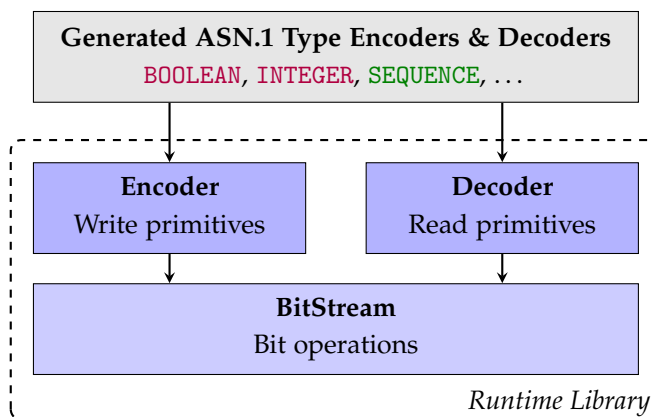 Generated ASN.1 Type Encoders & Decoders
BOOLEAN, INTEGER, SEQUENCE, ...
Encoder
Write primitives
Decoder
Read primitives
BitStream
Bit operations
Runtime Library